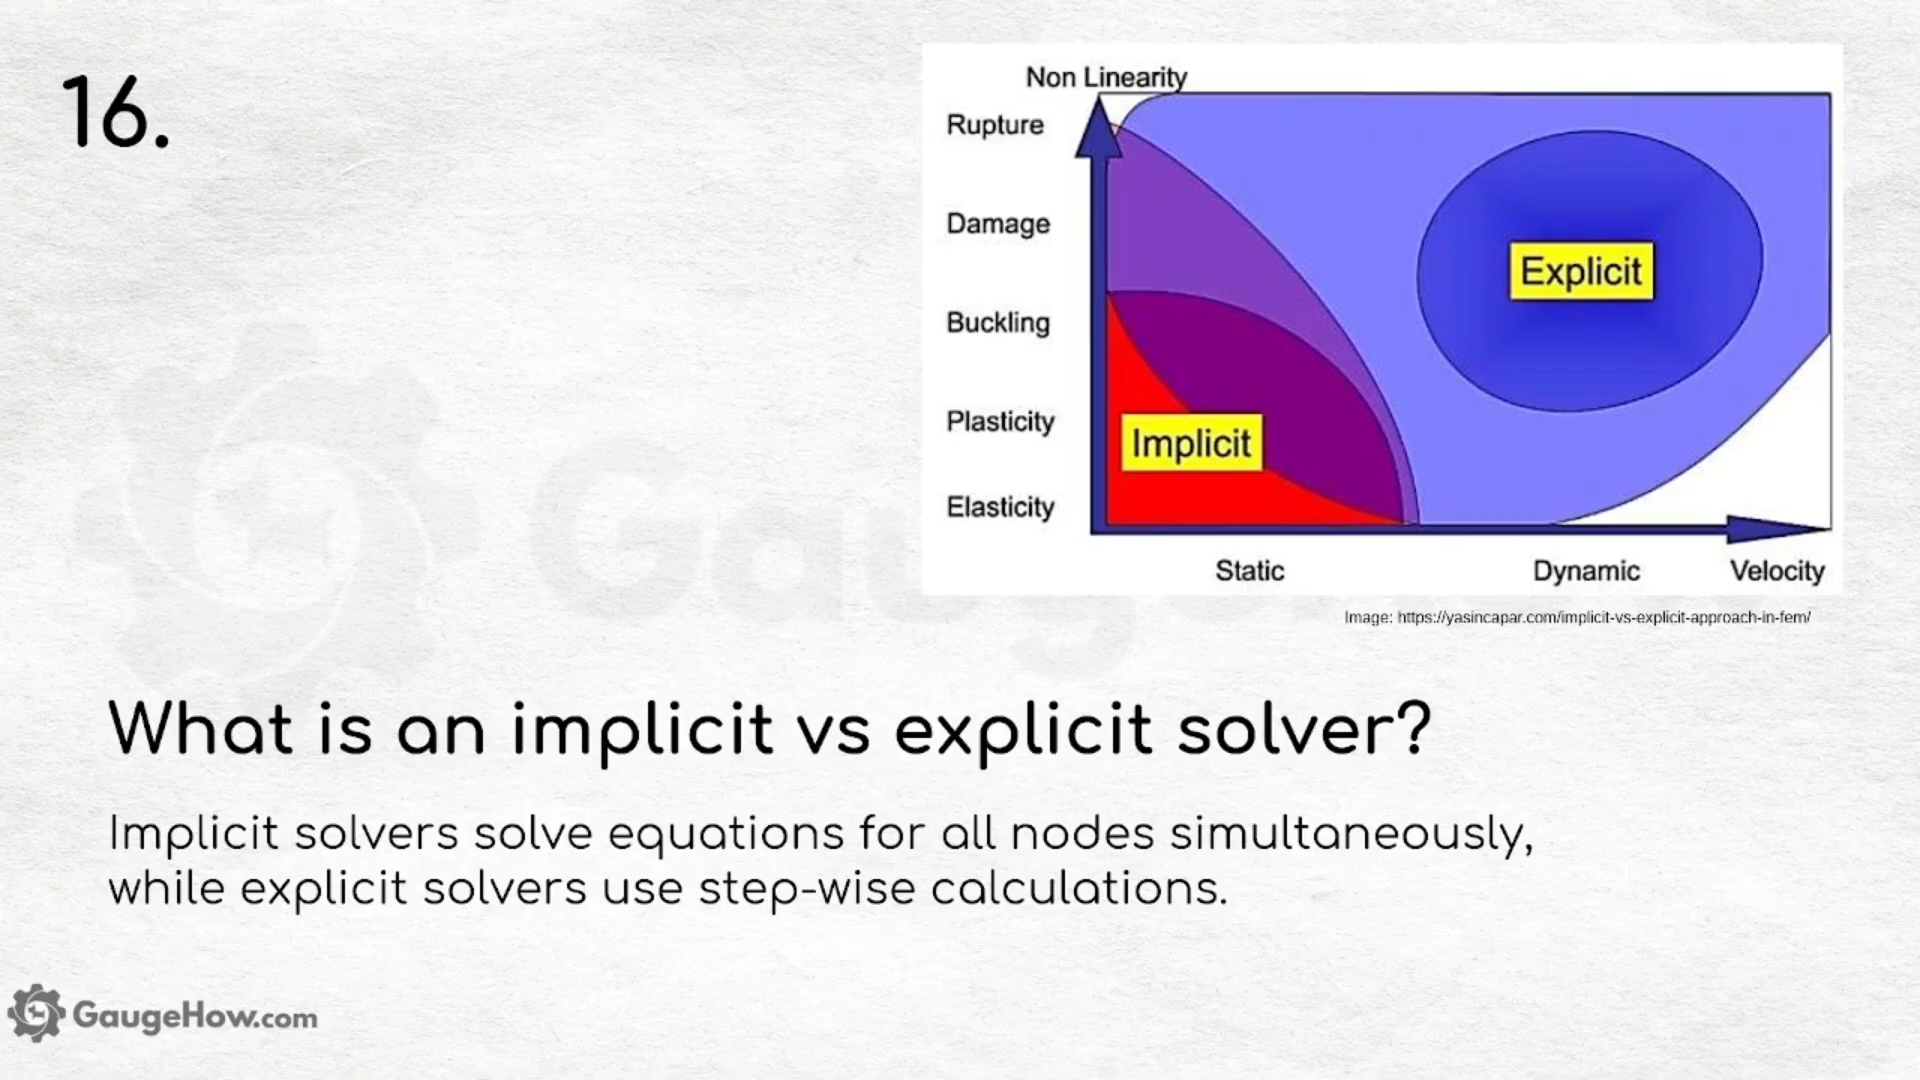 16.
Non Linearity
Rupture
Damage
Buckling
Plasticity
Elasticity
Explicit
Implicit
Static
Dynamic
Velocity
Image: https://yasincapar.com/implicit-vs-explicit-approach-in-fem/
What is an implicit vs explicit solver?
Implicit solvers solve equations for all nodes simultaneously,
while explicit solvers use step-wise calculations.
GaugeHow.com